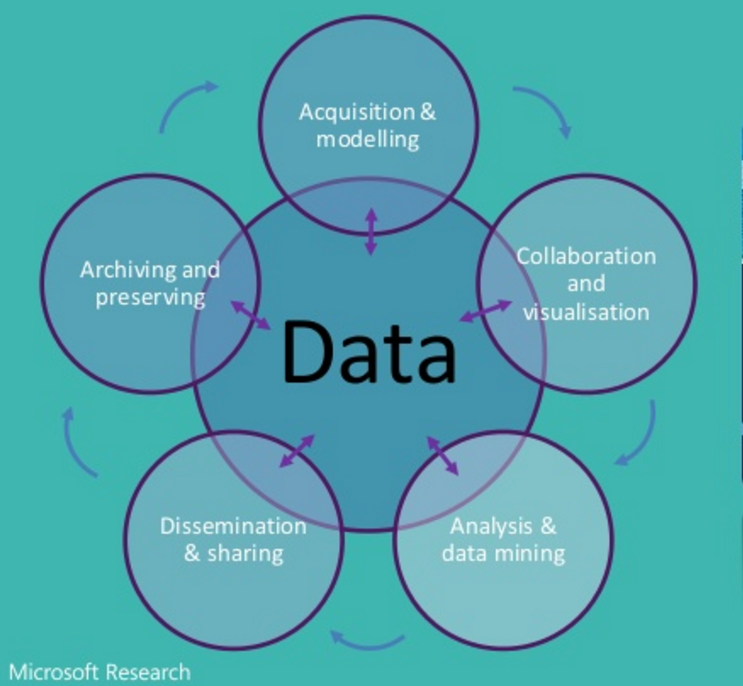 Acquisition &
modelling
Collaboration
and
visualisation
Analysis &
data mining
Dissemination
& sharing
Archiving and
preserving
Data
Microsoft Research